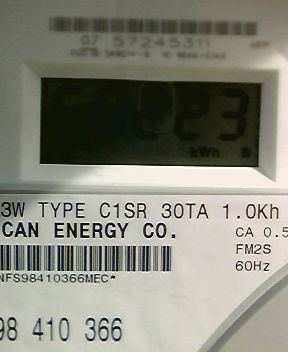 07 57245311
223
kWh
3W TYPE C1SR 30TA 1.0Kh
CAN ENERGY CO.
CA 0.5
FM2S
60Hz
NFS98410366MEC*
98 410 366